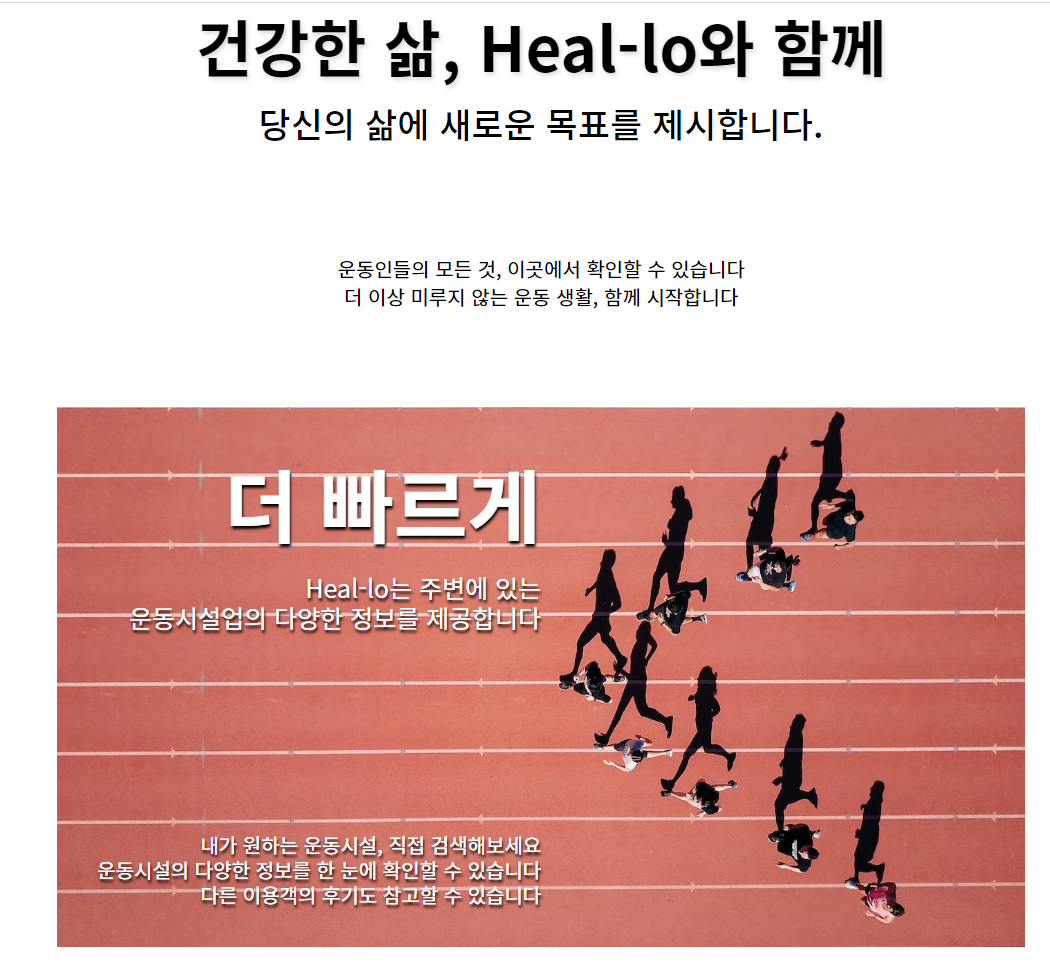 건강한 삶, Heal-lo와 함께
당신의 삶에 새로운 목표를 제시합니다.
운동인들의 모든 것, 이곳에서 확인할 수 있습니다
더 이상 미루지 않는 운동 생활, 함께 시작합니다
더 빠르게
Heal-lo는 주변에 있는
운동시설업의 다양한 정보를 제공합니다
내가 원하는 운동시설, 직접 검색해보세요
운동시설의 다양한 정보를 한 눈에 확인할 수 있습니다
다른 이용객의 후기도 참고할 수 있습니다